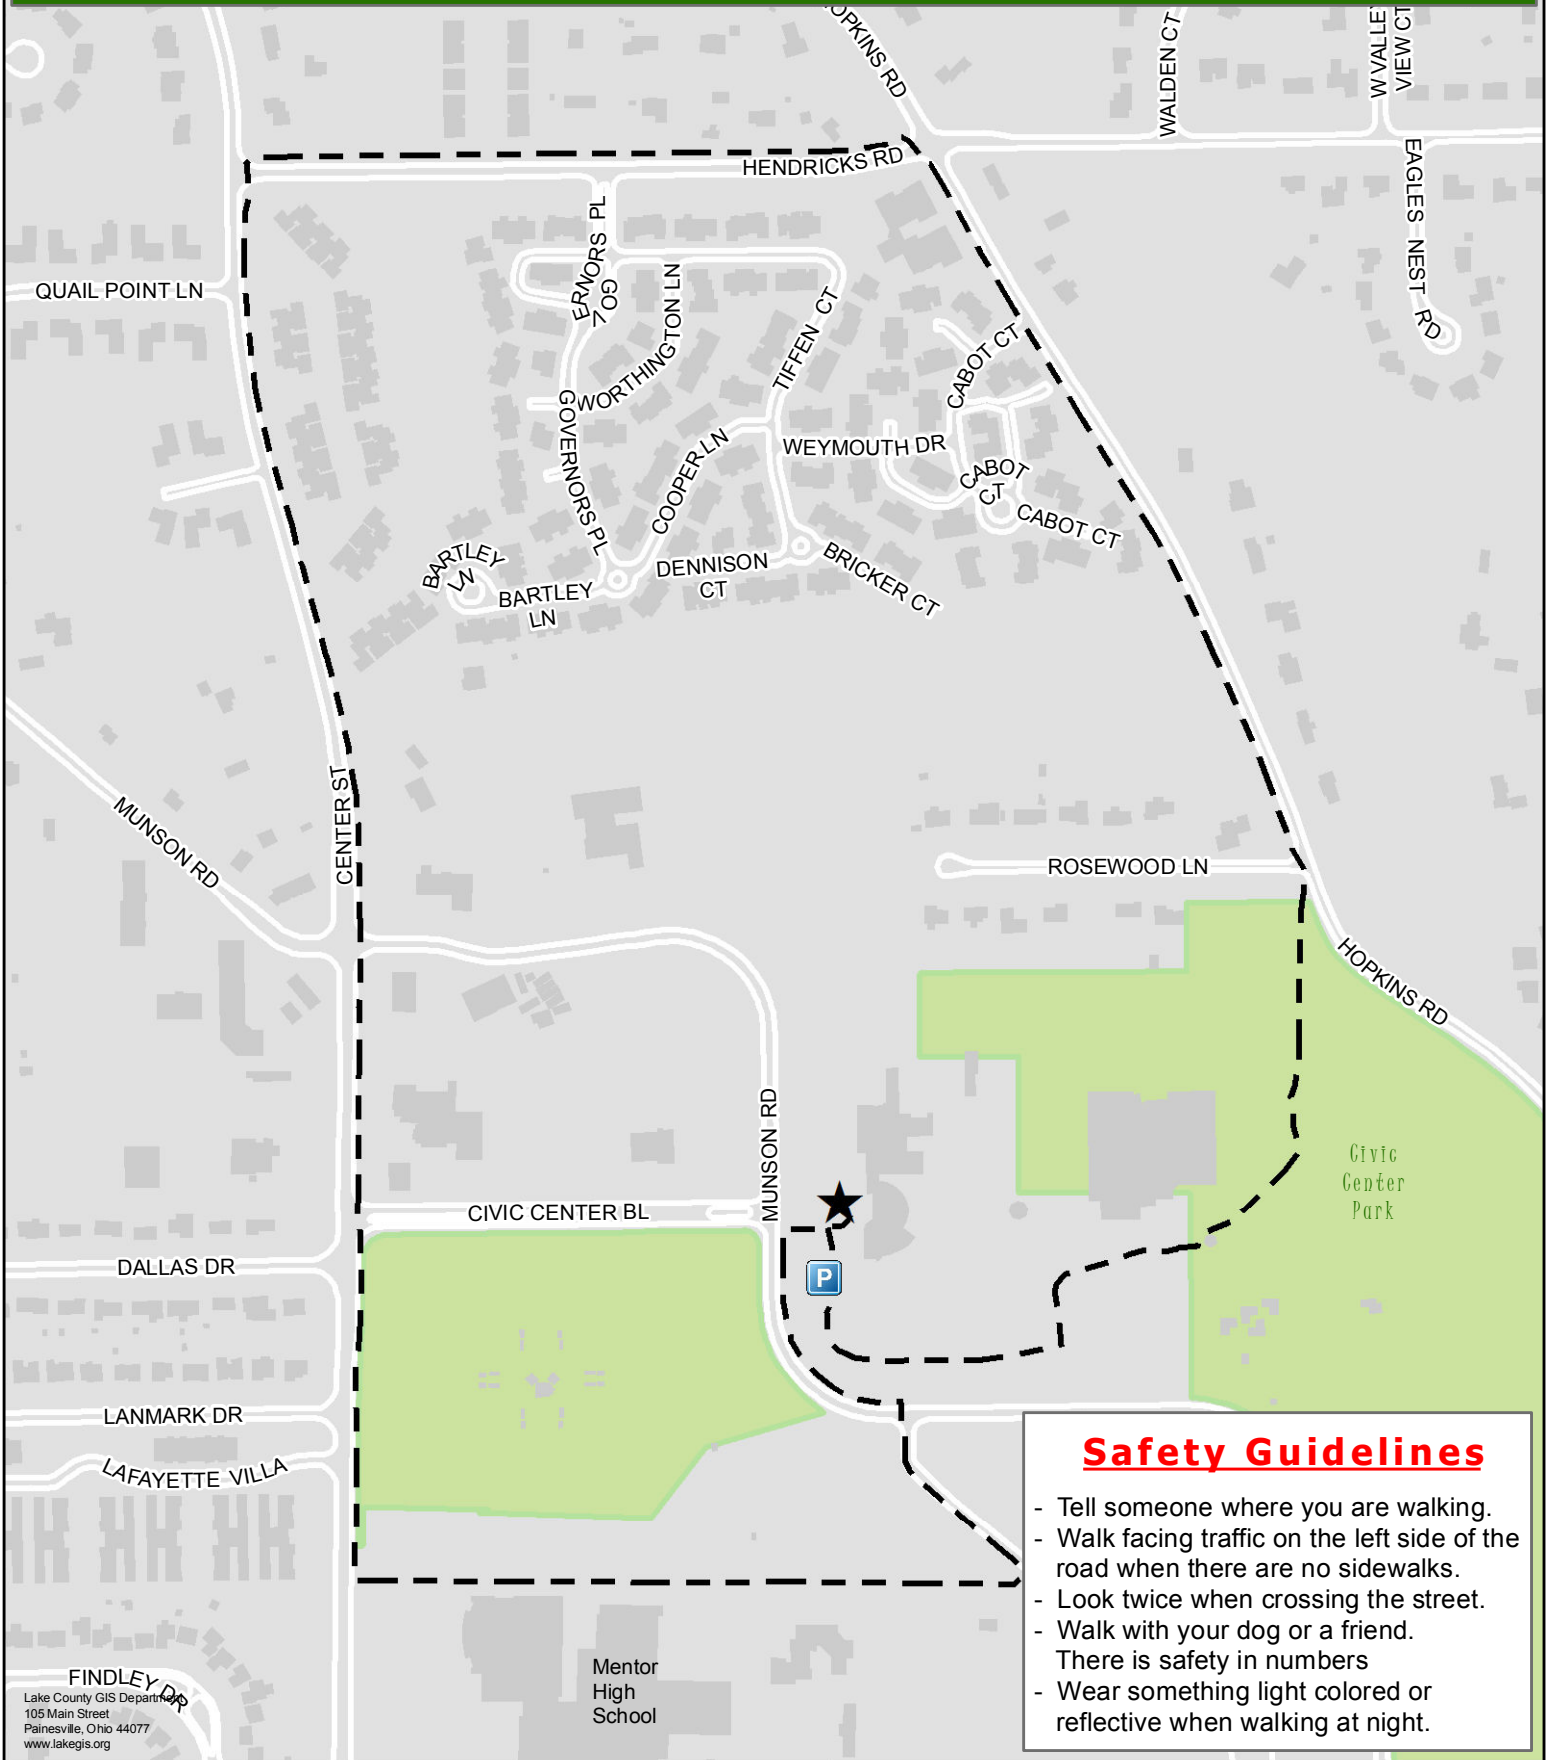 OPKINS RD
WALDEN CT
W VALLE
VIEW CT
HENDRICKS RD
EAGLES NEST RD
QUAIL POINT LN
GOVERNORS PL
WORTHINGTON LN
TIFFEN CT
CABOT CT
GOVERNORS PL
COOPER LN
WEYMOUTH DR
CABOT
CT
CABOT CT
BARTLEY
LN
BARTLEY
LN
DENNISON
CT
BRICKER CT
MUNSON RD
CENTER ST
ROSEWOOD LN
HOPKINS RD
MUNSON RD
Civic
Center
Park
CIVIC CENTER BL
DALLAS DR
P
LANMARK DR
LAFAYETTE VILLA
Safety Guidelines
- Tell someone where you are walking.
- Walk facing traffic on the left side of the
road when there are no sidewalks.
- Look twice when crossing the street.
- Walk with your dog or a friend.
There is safety in numbers
- Wear something light colored or
reflective when walking at night.
Mentor
High
School
FINDLEY DR
Lake County GIS Department
105 Main Street
Painesville, Ohio 44077
www.lakegis.org